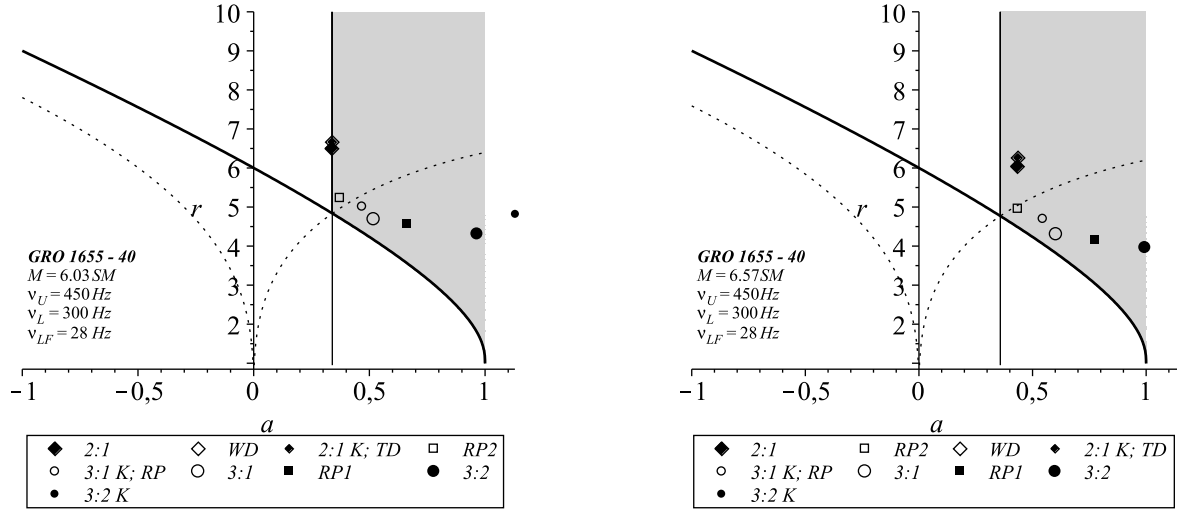 10
9
8
7
6
5
4
3
2
r
GRO 1655 - 40
M = 6.03 SM
ν_U = 450 Hz
ν_L = 300 Hz
ν_LF = 28 Hz
−1 −0,5 0 0,5 1
a
2:1 WD 2:1 K; TD RP2
3:1 K; RP 3:1 RP1 3:2
3:2 K
10
9
8
7
6
5
4
3
2
r
GRO 1655 - 40
M = 6.57 SM
ν_U = 450 Hz
ν_L = 300 Hz
ν_LF = 28 Hz
−1 −0,5 0 0,5 1
a
2:1 RP2 WD 2:1 K; TD
3:1 K; RP 3:1 RP1 3:2
3:2 K